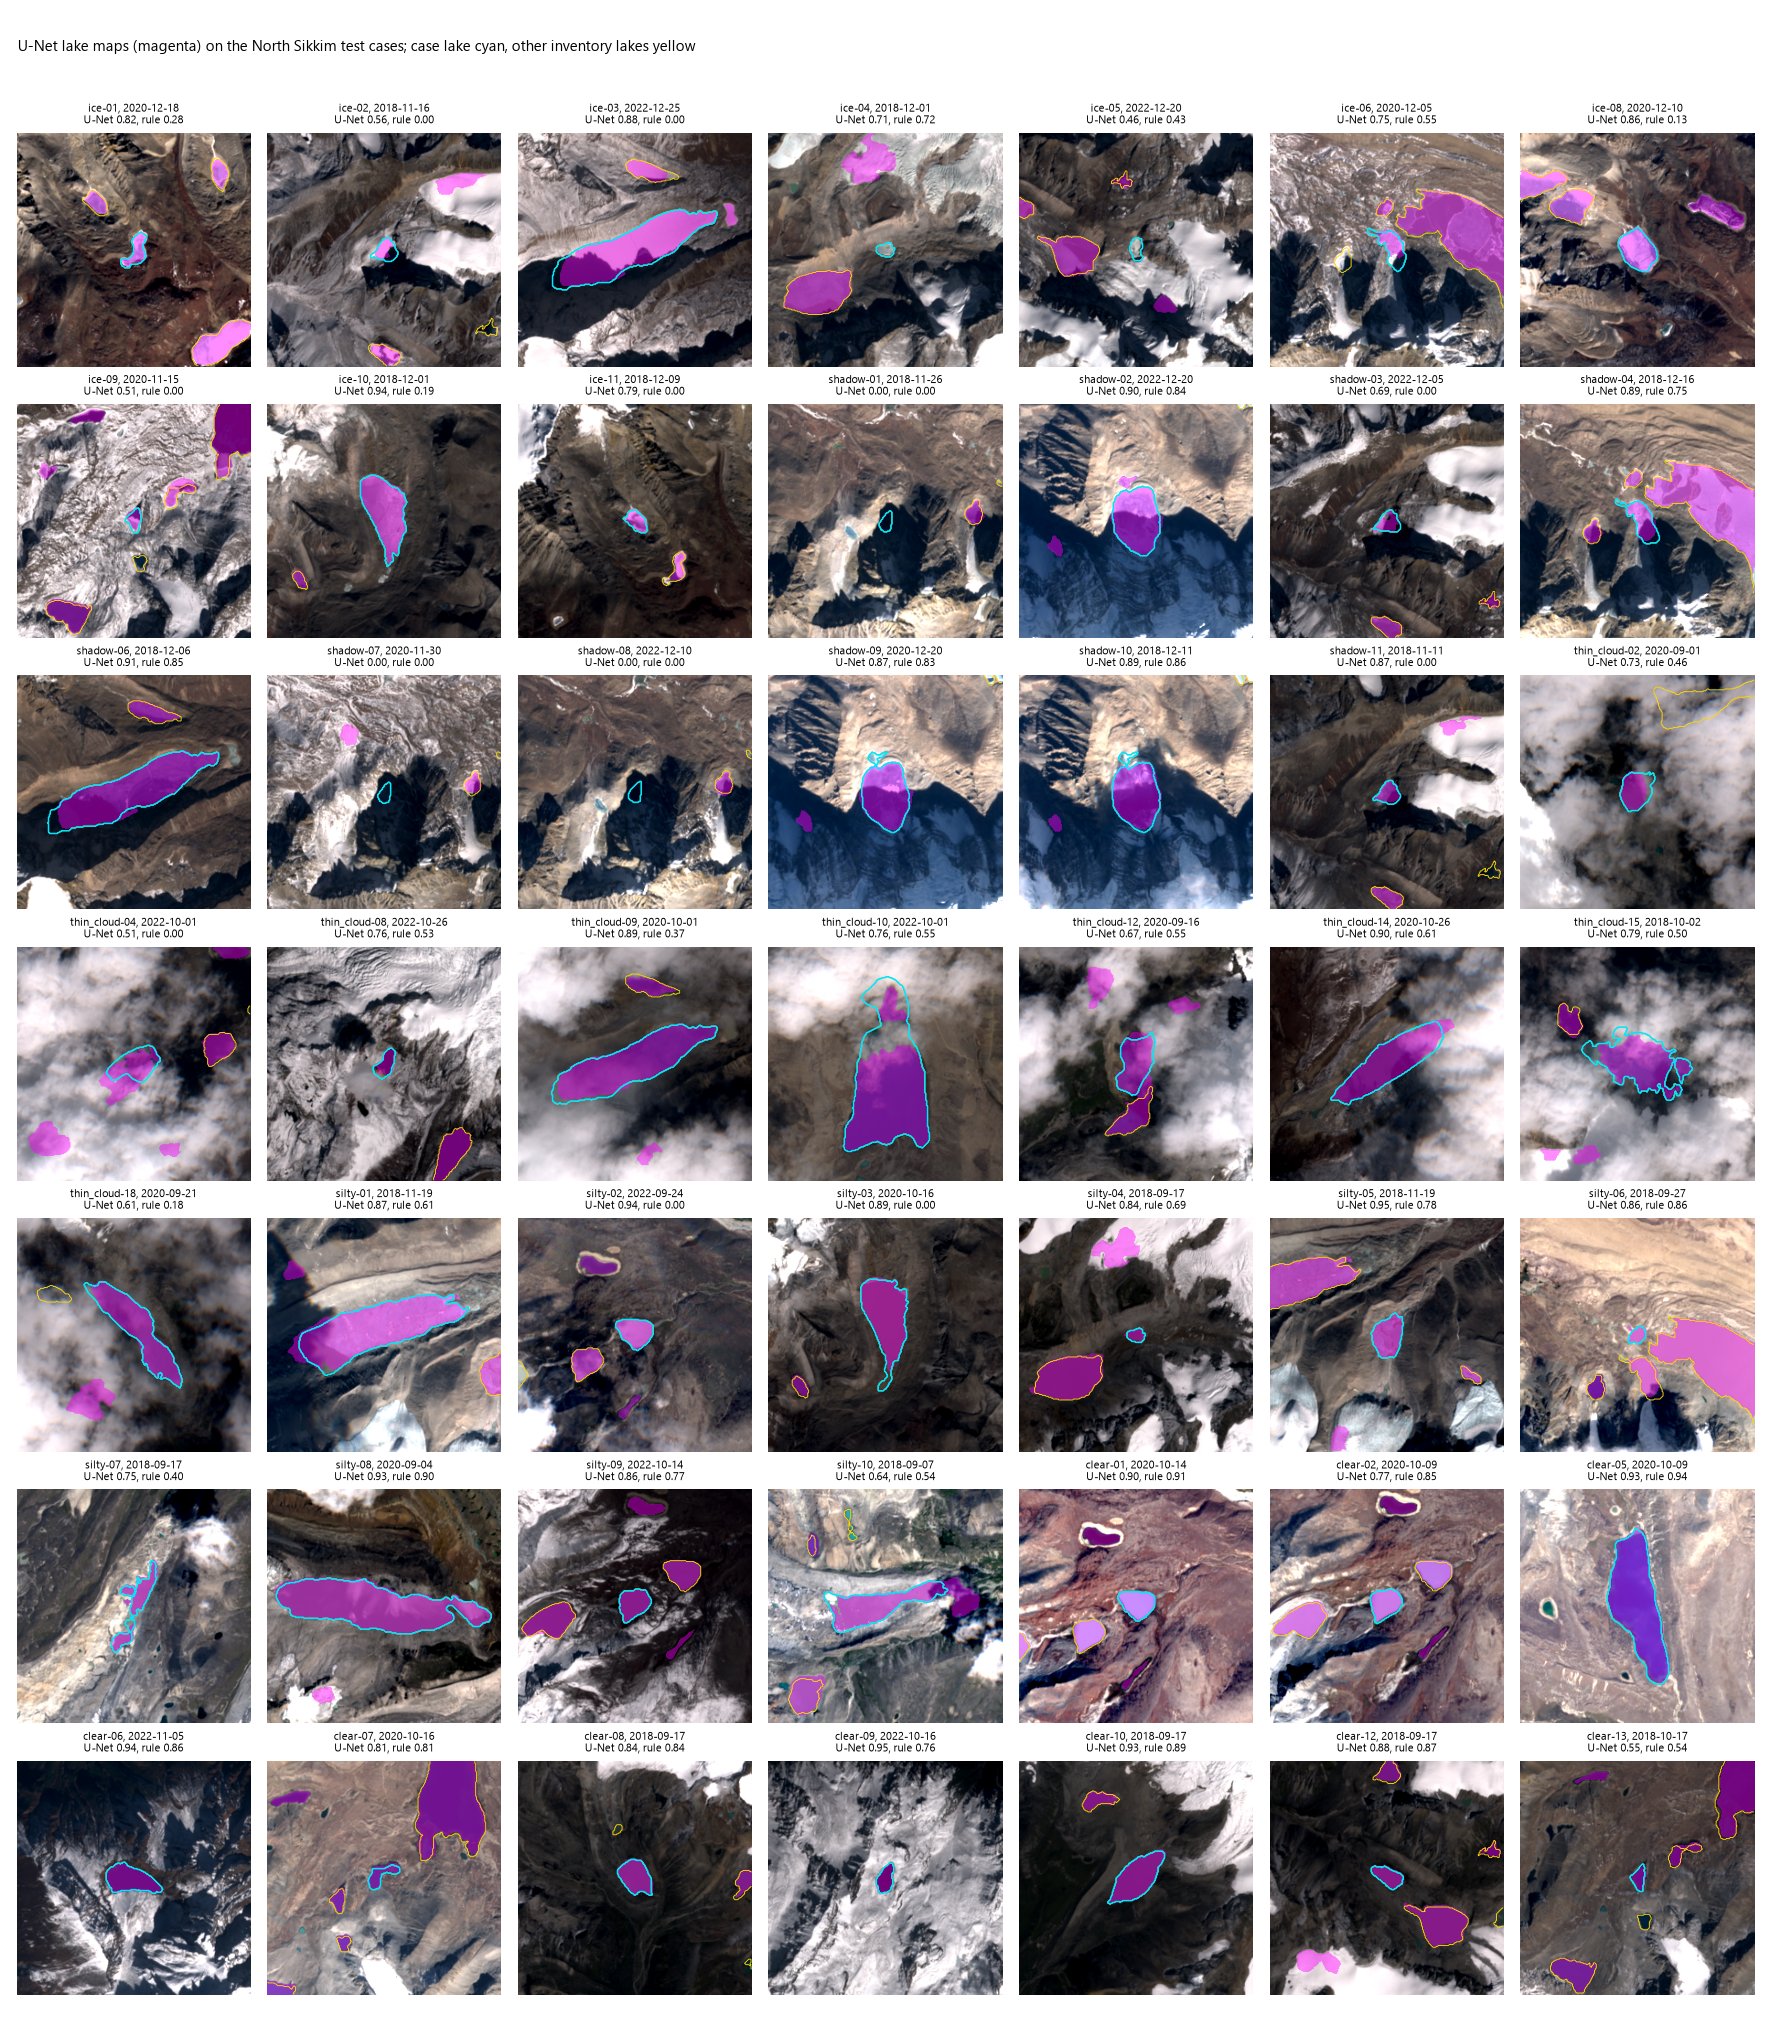 U-Net lake maps (magenta) on the North Sikkim test cases; case lake cyan, other inventory lakes yellow
ice-01, 2020-12-18
U-Net 0.82, rule 0.28
ice-02, 2018-11-16
U-Net 0.56, rule 0.00
ice-03, 2022-12-25
U-Net 0.88, rule 0.00
ice-04, 2018-12-01
U-Net 0.71, rule 0.72
ice-05, 2022-12-20
U-Net 0.46, rule 0.43
ice-06, 2020-12-05
U-Net 0.75, rule 0.55
ice-08, 2020-12-10
U-Net 0.86, rule 0.13
ice-09, 2020-11-15
U-Net 0.51, rule 0.00
ice-10, 2018-12-01
U-Net 0.94, rule 0.19
ice-11, 2018-12-09
U-Net 0.79, rule 0.00
shadow-01, 2018-11-26
U-Net 0.00, rule 0.00
shadow-02, 2022-12-20
U-Net 0.90, rule 0.84
shadow-03, 2022-12-05
U-Net 0.69, rule 0.00
shadow-04, 2018-12-16
U-Net 0.89, rule 0.75
shadow-06, 2018-12-06
U-Net 0.91, rule 0.85
shadow-07, 2020-11-30
U-Net 0.00, rule 0.00
shadow-08, 2022-12-10
U-Net 0.00, rule 0.00
shadow-09, 2020-12-20
U-Net 0.87, rule 0.83
shadow-10, 2018-12-11
U-Net 0.89, rule 0.86
shadow-11, 2018-11-11
U-Net 0.87, rule 0.00
thin_cloud-02, 2020-09-01
U-Net 0.73, rule 0.46
thin_cloud-04, 2022-10-01
U-Net 0.51, rule 0.00
thin_cloud-08, 2022-10-26
U-Net 0.76, rule 0.53
thin_cloud-09, 2020-10-01
U-Net 0.89, rule 0.37
thin_cloud-10, 2022-10-01
U-Net 0.76, rule 0.55
thin_cloud-12, 2020-09-16
U-Net 0.67, rule 0.55
thin_cloud-14, 2020-10-26
U-Net 0.90, rule 0.61
thin_cloud-15, 2018-10-02
U-Net 0.79, rule 0.50
thin_cloud-18, 2020-09-21
U-Net 0.61, rule 0.18
silty-01, 2018-11-19
U-Net 0.87, rule 0.61
silty-02, 2022-09-24
U-Net 0.94, rule 0.00
silty-03, 2020-10-16
U-Net 0.89, rule 0.00
silty-04, 2018-09-17
U-Net 0.84, rule 0.69
silty-05, 2018-11-19
U-Net 0.95, rule 0.78
silty-06, 2018-09-27
U-Net 0.86, rule 0.86
silty-07, 2018-09-17
U-Net 0.75, rule 0.40
silty-08, 2020-09-04
U-Net 0.93, rule 0.90
silty-09, 2022-10-14
U-Net 0.86, rule 0.77
silty-10, 2018-09-07
U-Net 0.64, rule 0.54
clear-01, 2020-10-14
U-Net 0.90, rule 0.91
clear-02, 2020-10-09
U-Net 0.77, rule 0.85
clear-05, 2020-10-09
U-Net 0.93, rule 0.94
clear-06, 2022-11-05
U-Net 0.94, rule 0.86
clear-07, 2020-10-16
U-Net 0.81, rule 0.81
clear-08, 2018-09-17
U-Net 0.84, rule 0.84
clear-09, 2022-10-16
U-Net 0.95, rule 0.76
clear-10, 2018-09-17
U-Net 0.93, rule 0.89
clear-12, 2018-09-17
U-Net 0.88, rule 0.87
clear-13, 2018-10-17
U-Net 0.55, rule 0.54